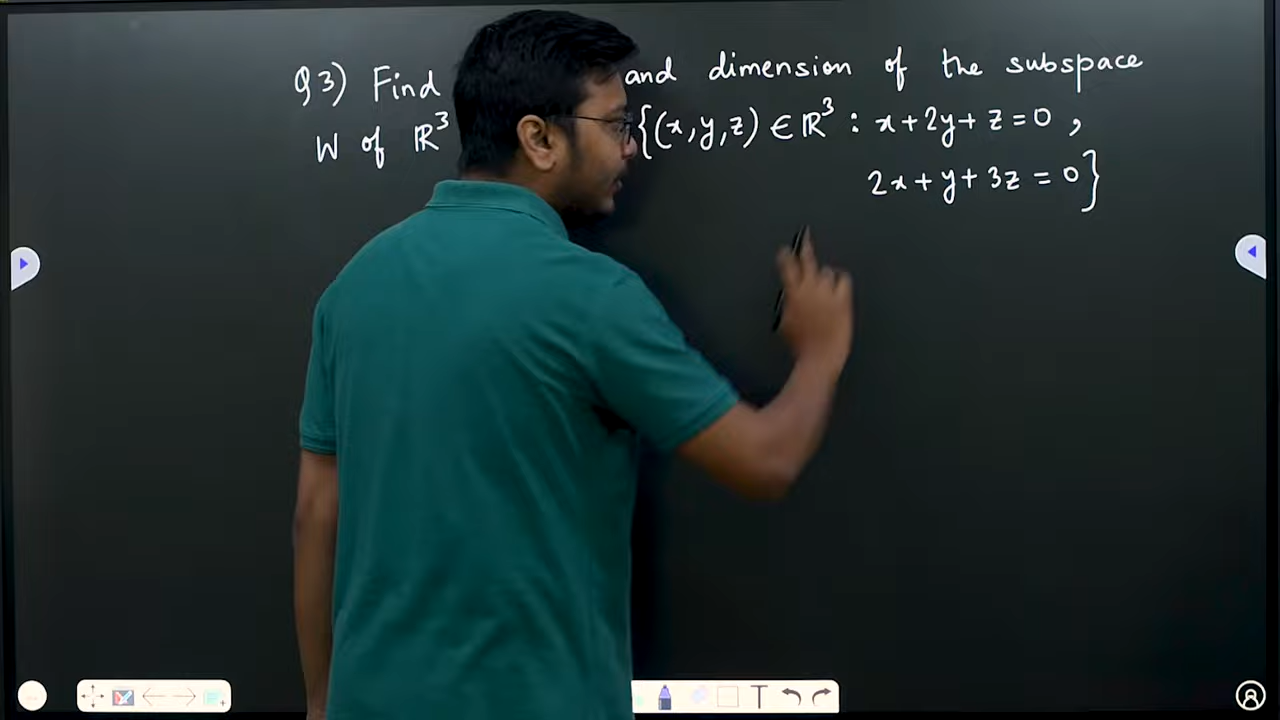 Q3) Find and dimension of the subspace
W of ℝ³ {(x,y,z) ∈ ℝ³ : x+2y+z=0 ,
2x+y+3z=0}
T